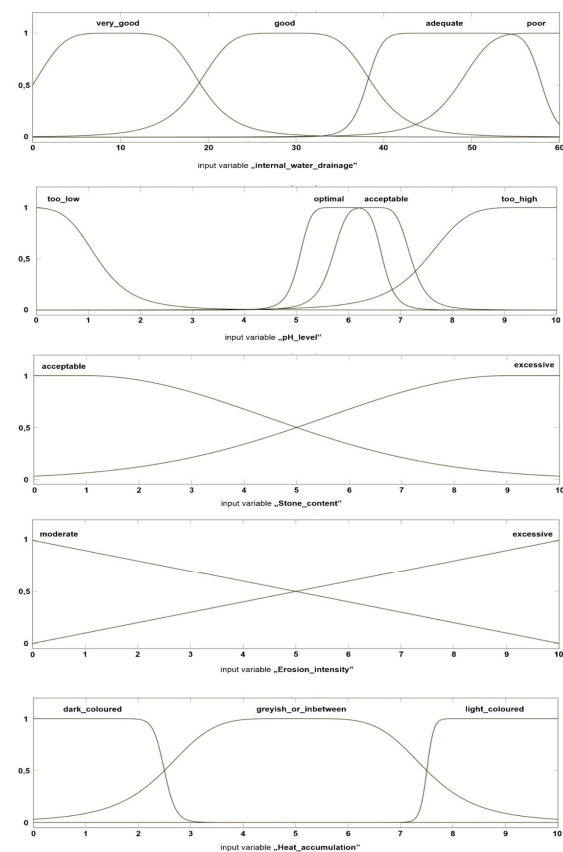 very_good good adequate poor
1
0,5
0
0 10 20 30 40 50 60
input variable „internal_water_drainage”
too_low optimal acceptable too_high
1
0,5
0
0 1 2 3 4 5 6 7 8 9 10
input variable „pH_level”
acceptable excessive
1
0,5
0
0 1 2 3 4 5 6 7 8 9 10
input variable „Stone_content”
moderate excessive
1
0,5
0
0 1 2 3 4 5 6 7 8 9 10
input variable „Erosion_intensity”
dark_coloured greyish_or_inbetween light_coloured
1
0,5
0
0 1 2 3 4 5 6 7 8 9 10
input variable „Heat_accumulation”